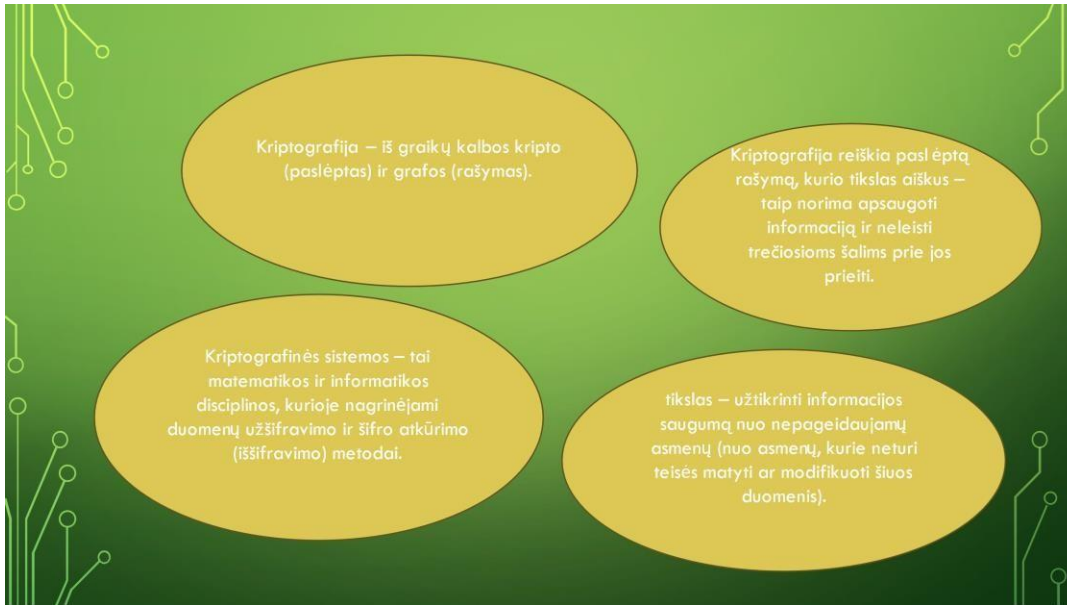 Kriptografija – iš graikų kalbos kripto
(paslėptas) ir grafos (rašymas).
Kriptografija reiškia paslėptą
rašymą, kurio tikslas aiškus –
taip norima apsaugoti
informaciją ir neleisti
trečiosioms šalims prie jos
prieiti.
Kriptografinės sistemos – tai
matematikos ir informatikos
disciplinos, kurioje nagrinėjami
duomenų užšifravimo ir šifro atkūrimo
(iššifravimo) metodai.
tikslas – užtikrinti informacijos
saugumą nuo nepageidaujamų
asmenų (nuo asmenų, kurie neturi
teisės matyti ar modifikuoti šiuos
duomenis).